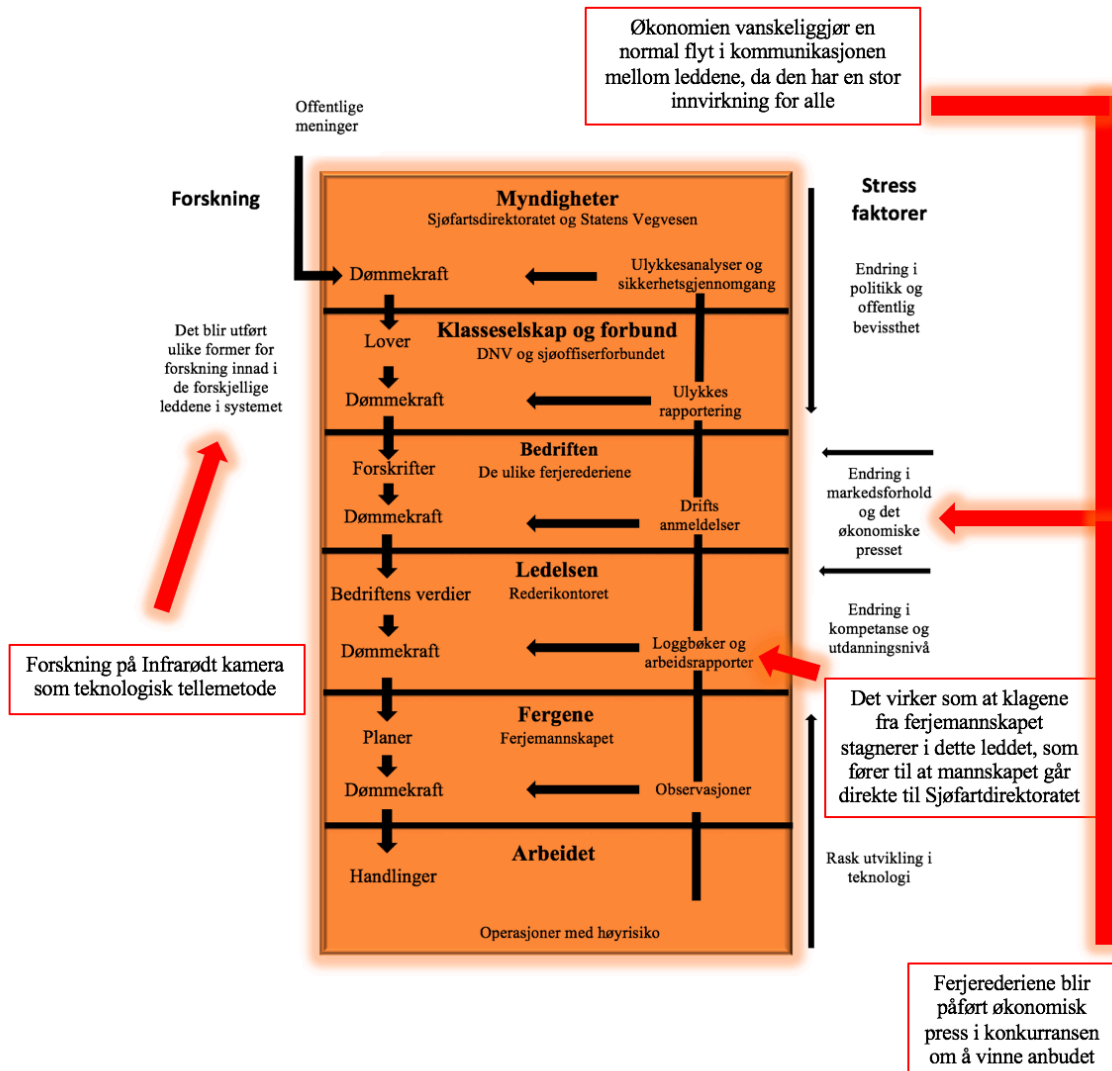 Økonomien vanskeliggjør en
normal flyt i kommunikasjonen
mellom leddene, da den har en stor
innvirkning for alle
Offentlige
meninger
Forskning
Myndigheter
Sjøfartsdirektoratet og Statens Vegvesen
Stress
faktorer
Dømmekraft
Ulykkesanalyser og
sikkerhetsgjennomgang
Endring i
politikk og
offentlig
bevissthet
Det blir utført
ulike former for
forskning innad i
de forskjellige
leddene i systemet
Klasseselskap og forbund
DNV og sjøoffiserforbundet
Lover
Dømmekraft
Ulykkes
rapportering
Bedriften
De ulike ferjerederiene
Forskrifter
Dømmekraft
Drifts
anmeldelser
Endring i
markedsforhold
og det
økonomiske
presset
Ledelsen
Rederikontoret
Bedriftens verdier
Dømmekraft
Loggbøker og
arbeidsrapporter
Endring i
kompetanse og
utdanningsnivå
Forskning på Infrarødt kamera
som teknologisk tellemetode
Det virker som at klagene
fra ferjemannskapet
stagnerer i dette leddet, som
fører til at mannskapet går
direkte til Sjøfartdirektoratet
Fergene
Ferjemannskapet
Planer
Dømmekraft
Observasjoner
Arbeidet
Handlinger
Rask utvikling i
teknologi
Operasjoner med høyrisiko
Ferjerederiene blir
påført økonomisk
press i konkurransen
om å vinne anbudet